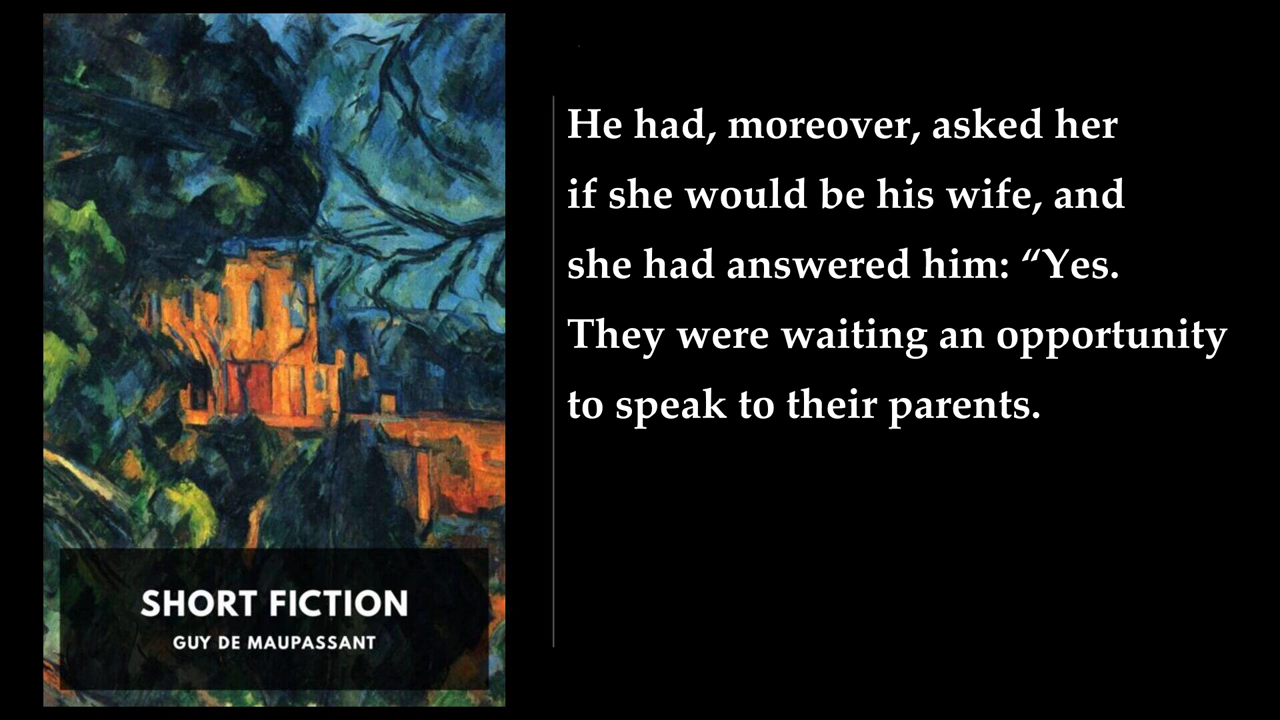 He had, moreover, asked her
if she would be his wife, and
she had answered him: “Yes.
They were waiting an opportunity
to speak to their parents.
SHORT FICTION
GUY DE MAUPASSANT